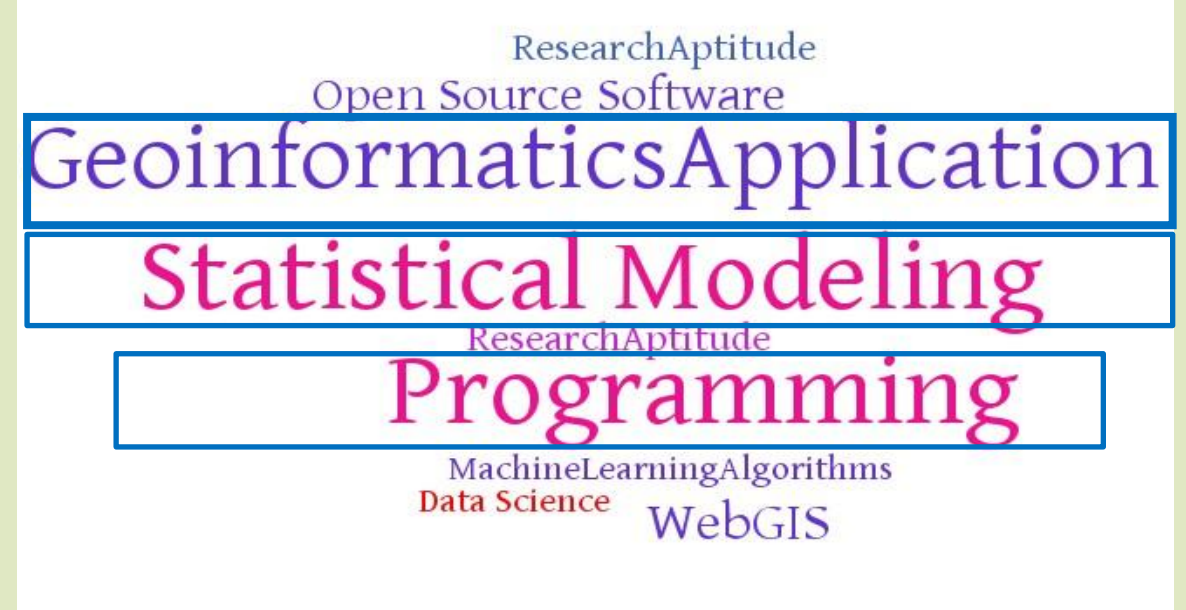 ResearchAptitude
Open Source Software
GeoinformaticsApplication
Statistical Modeling
ResearchAptitude
Programming
MachineLearningAlgorithms
Data Science
WebGIS